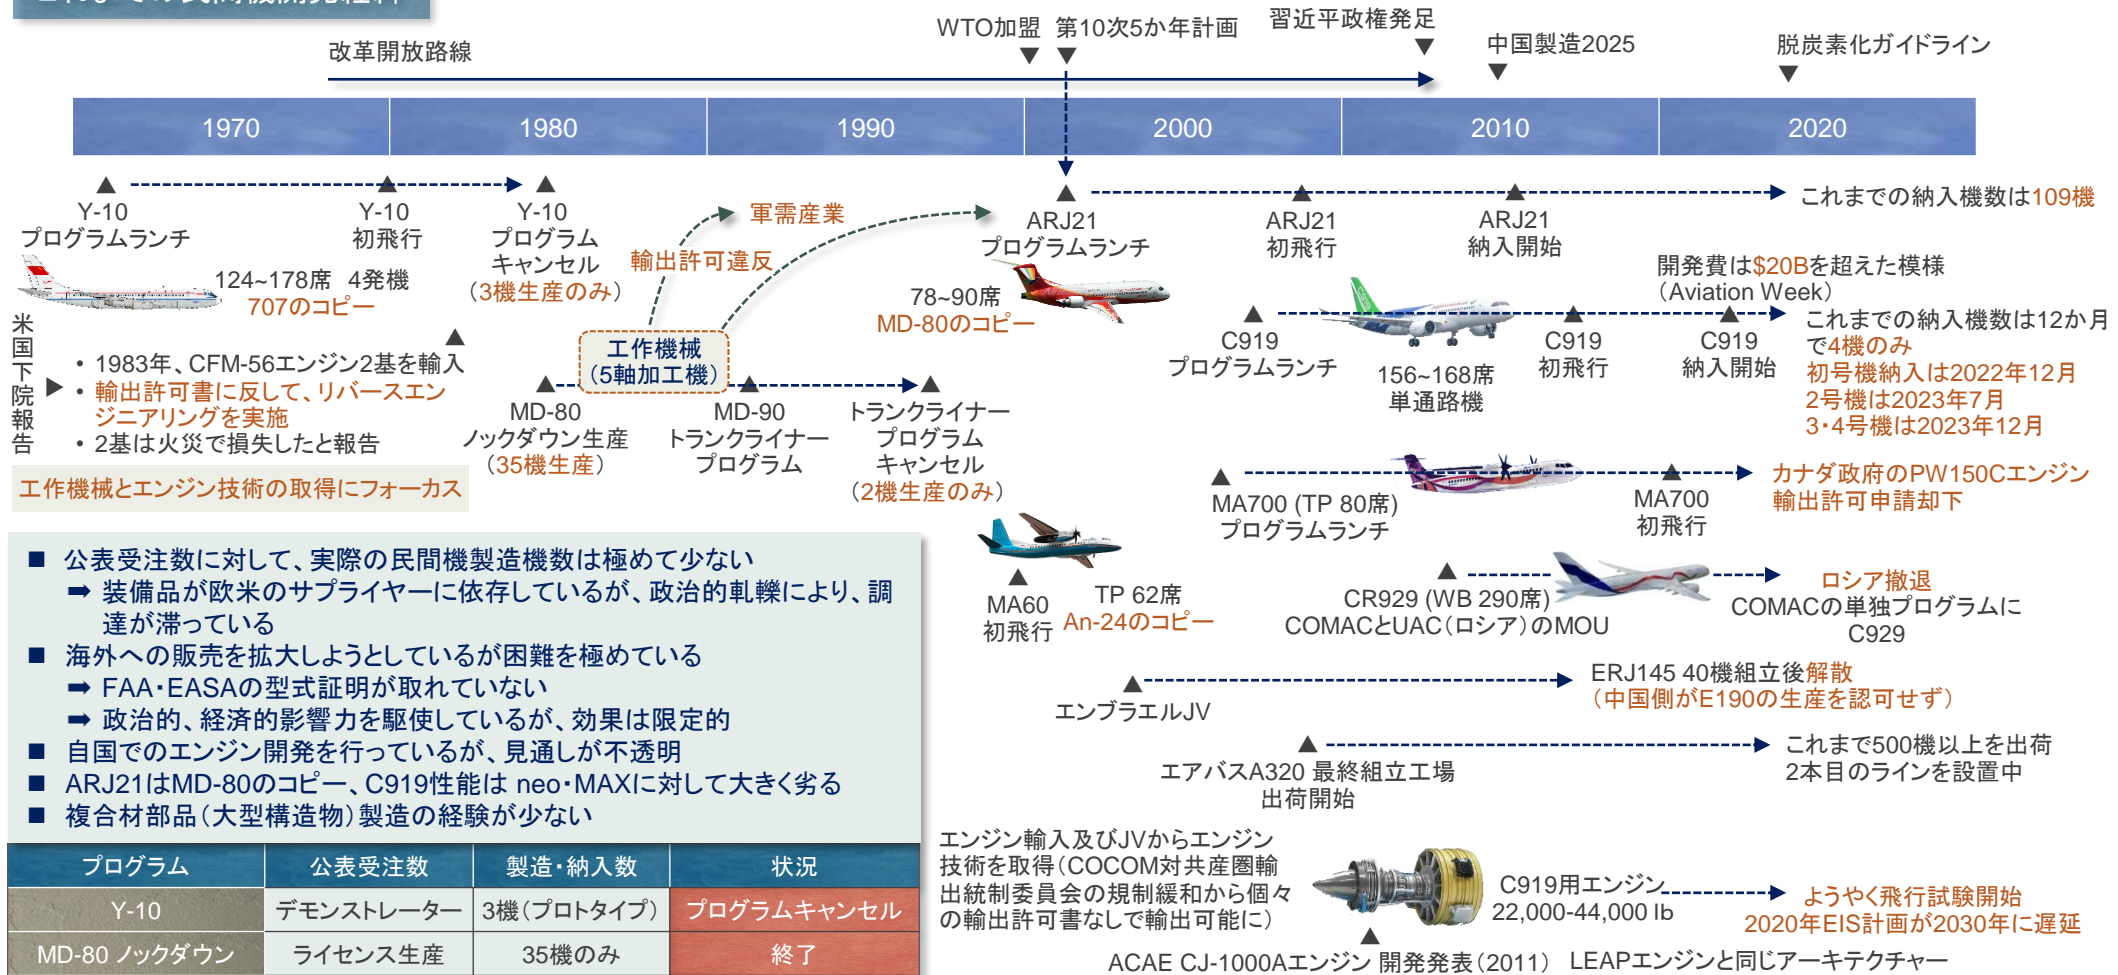 WTO加盟
第10次5か年計画
習近平政権発足
改革開放路線
中国製造2025
脱炭素化ガイドライン
1970
1980
1990
2000
2010
2020
Y-10
プログラムランチ
Y-10
初飛行
Y-10
プログラム
キャンセル
（3機生産のみ）
124~178席
4発機
707のコピー
軍需産業
輸出許可違反
工作機械
（5軸加工機）
米国下院報告
• 1983年、CFM-56エンジン2基を輸入
• 輸出許可書に反して、リバースエン
ジニアリングを実施
• 2基は火災で損失したと報告
工作機械とエンジン技術の取得にフォーカス
MD-80
ノックダウン生産
（35機生産）
MD-90
トランクライナー
プログラム
トランクライナー
プログラム
キャンセル
（2機生産のみ）
ARJ21
プログラムランチ
ARJ21
初飛行
ARJ21
納入開始
これまでの納入機数は109機
78~90席
MD-80のコピー
開発費は$20Bを超えた模様
（Aviation Week）
C919
プログラムランチ
156~168席
単通路機
C919
初飛行
C919
納入開始
これまでの納入機数は12か月
で4機のみ
初号機納入は2022年12月
2号機は2023年7月
3・4号機は2023年12月
MA700 (TP 80席)
プログラムランチ
MA700
初飛行
カナダ政府のPW150Cエンジン
輸出許可申請却下
MA60
初飛行
TP 62席
An-24のコピー
CR929 (WB 290席)
COMACとUAC（ロシア）のMOU
ロシア撤退
COMACの単独プログラムに
C929
エンブラエルJV
ERJ145 40機組立後解散
（中国側がE190の生産を認可せず）
エアバスA320 最終組立工場
出荷開始
これまで500機以上を出荷
2本目のラインを設置中
エンジン輸入及びJVからエンジン
技術を取得（COCOM対共産圏輸
出統制委員会の規制緩和から個々
の輸出許可書なしで輸出可能に）
C919用エンジン
22,000-44,000 lb
ようやく飛行試験開始
2020年EIS計画が2030年に遅延
ACAE CJ-1000Aエンジン 開発発表（2011）
LEAPエンジンと同じアーキテクチャー
■ 公表受注数に対して、実際の民間機製造機数は極めて少ない
➡ 装備品が欧米のサプライヤーに依存しているが、政治的軋轢により、調
達が滞っている
■ 海外への販売を拡大しようとしているが困難を極めている
➡ FAA・EASAの型式証明が取れていない
➡ 政治的、経済的影響力を駆使しているが、効果は限定的
■ 自国でのエンジン開発を行っているが、見通しが不透明
■ ARJ21はMD-80のコピー、C919性能は neo・MAXに対して大きく劣る
■ 複合材部品（大型構造物）製造の経験が少ない
プログラム 公表受注数 製造・納入数 状況
Y-10 デモンストレーター 3機（プロトタイプ） プログラムキャンセル
MD-80 ノックダウン ライセンス生産 35機のみ 終了